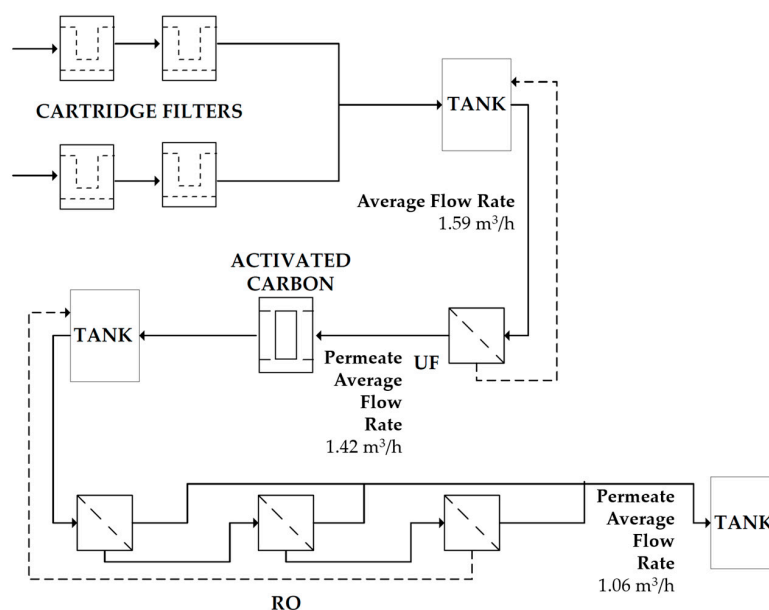 CARTRIDGE FILTERS
TANK
Average Flow Rate
1.59 m³/h
ACTIVATED
CARBON
TANK
UF
Permeate
Average
Flow
Rate
1.42 m³/h
Permeate
Average
Flow
Rate
1.06 m³/h
TANK
RO